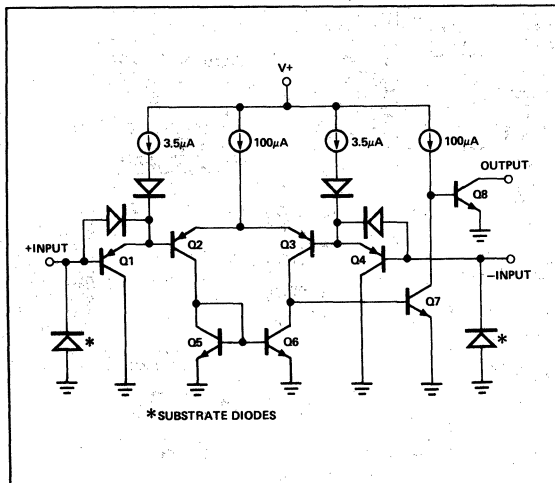 V+
3.5μA
100μA
3.5μA
100μA
OUTPUT
Q8
+INPUT
Q1
Q2
Q3
Q4
-INPUT
Q7
Q5
Q6
*
*
*SUBSTRATE DIODES